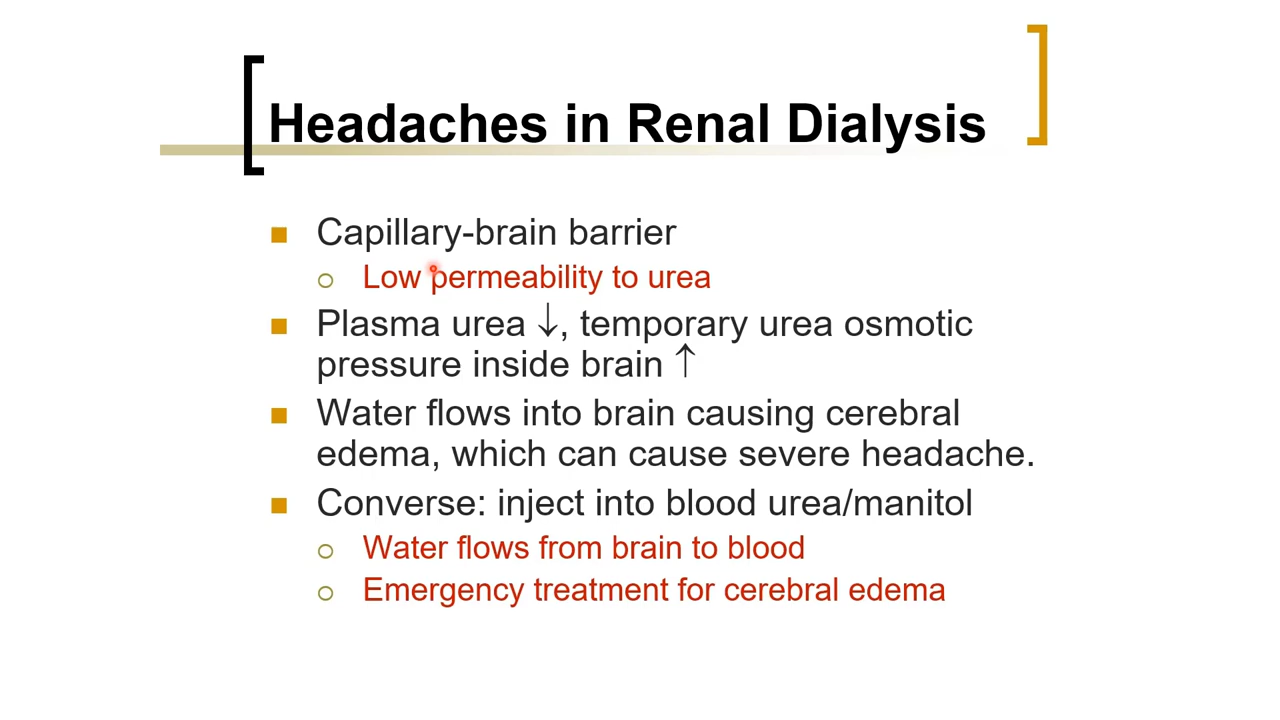 Headaches in Renal Dialysis
Capillary-brain barrier
Low permeability to urea
Plasma urea ↓, temporary urea osmotic
pressure inside brain ↑
Water flows into brain causing cerebral
edema, which can cause severe headache.
Converse: inject into blood urea/manitol
Water flows from brain to blood
Emergency treatment for cerebral edema